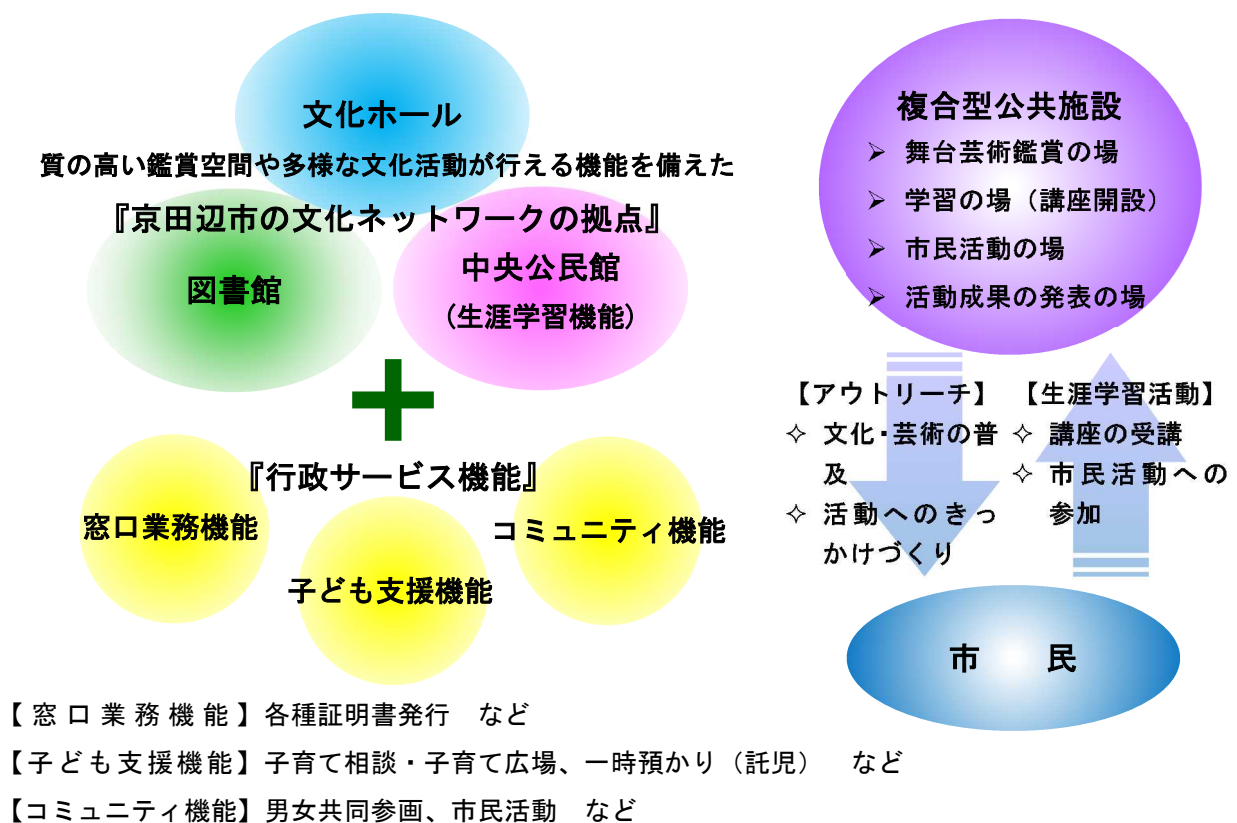 文化ホール
質の高い鑑賞空間や多様な文化活動が行える機能を備えた
『京田辺市の文化ネットワークの拠点』
図書館
中央公民館
(生涯学習機能)
『行政サービス機能』
窓口業務機能
コミュニティ機能
子ども支援機能
複合型公共施設
➢ 舞台芸術鑑賞の場
➢ 学習の場（講座開設）
➢ 市民活動の場
➢ 活動成果の発表の場
【アウトリーチ】
✧ 文化・芸術の普
及
✧ 活動へのきっ
かけづくり
【生涯学習活動】
✧ 講座の受講
✧ 市民活動への
参加
市　民
【窓口業務機能】各種証明書発行　など
【子ども支援機能】子育て相談・子育て広場、一時預かり（託児）　など
【コミュニティ機能】男女共同参画、市民活動　など